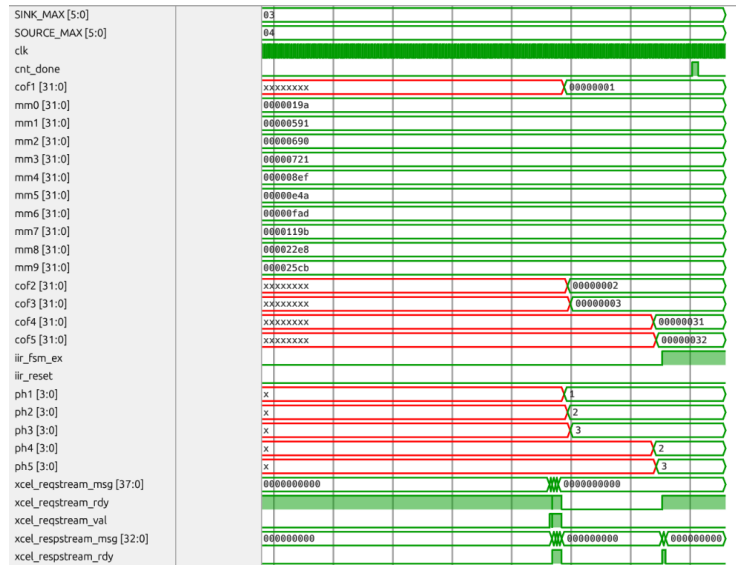 SINK_MAX [5:0] 03
SOURCE_MAX [5:0] 04
clk
cnt_done
cof1 [31:0] xxxxxxxx 00000001
mm0 [31:0] 0000019a
mm1 [31:0] 00000591
mm2 [31:0] 00000690
mm3 [31:0] 00000721
mm4 [31:0] 000008ef
mm5 [31:0] 00000e4a
mm6 [31:0] 00000fad
mm7 [31:0] 0000119b
mm8 [31:0] 000022e8
mm9 [31:0] 000025cb
cof2 [31:0] xxxxxxxx 00000002
cof3 [31:0] xxxxxxxx 00000003
cof4 [31:0] xxxxxxxx 00000031
cof5 [31:0] xxxxxxxx 00000032
iir_fsm_ex
iir_reset
ph1 [3:0] x 1
ph2 [3:0] x 2
ph3 [3:0] x 3
ph4 [3:0] x 2
ph5 [3:0] x 3
xcel_reqstream_msg [37:0] 0000000000 0000000000
xcel_reqstream_rdy
xcel_reqstream_val
xcel_respstream_msg [32:0] 000000000 000000000 000000000
xcel_respstream_rdy